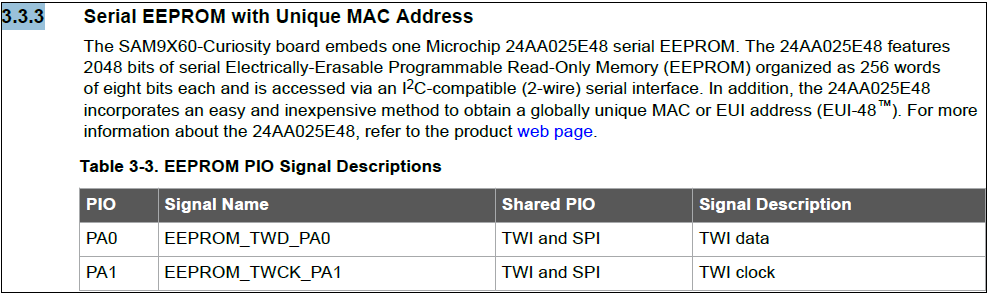 3.3.3 Serial EEPROM with Unique MAC Address
The SAM9X60-Curiosity board embeds one Microchip 24AA025E48 serial EEPROM. The 24AA025E48 features
2048 bits of serial Electrically-Erasable Programmable Read-Only Memory (EEPROM) organized as 256 words
of eight bits each and is accessed via an I²C-compatible (2-wire) serial interface. In addition, the 24AA025E48
incorporates an easy and inexpensive method to obtain a globally unique MAC or EUI address (EUI-48™). For more
information about the 24AA025E48, refer to the product web page.
Table 3-3. EEPROM PIO Signal Descriptions
PIO Signal Name Shared PIO Signal Description
PA0 EEPROM_TWD_PA0 TWI and SPI TWI data
PA1 EEPROM_TWCK_PA1 TWI and SPI TWI clock